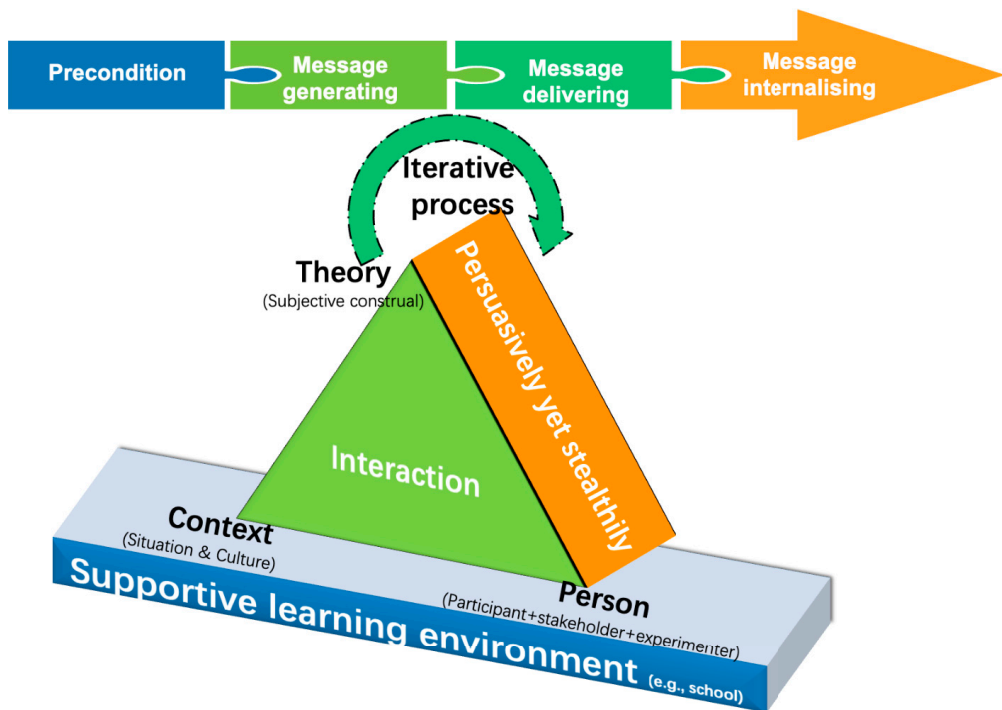 Precondition
Message
generating
Message
delivering
Message
internalising
Iterative
process
Theory
(Subjective construal)
Persuasively yet stealthily
Interaction
Context
(Situation & Culture)
Person
(Participant+stakeholder+experimenter)
Supportive learning environment (e.g., school)